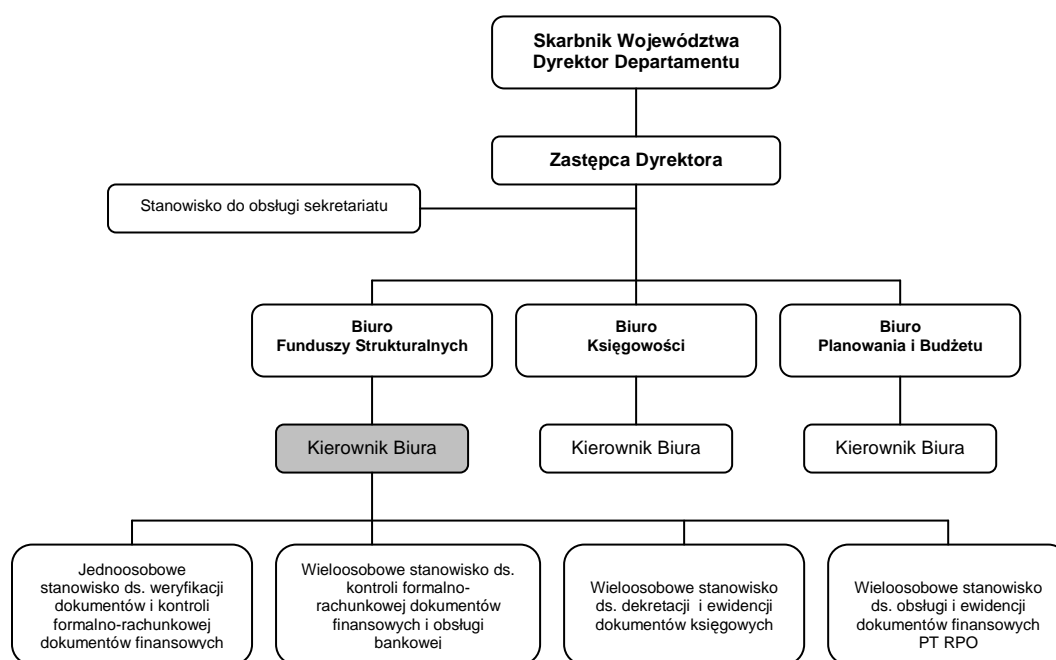 Skarbnik Województwa
Dyrektor Departamentu
Zastępca Dyrektora
Stanowisko do obsługi sekretariatu
Biuro
Funduszy Strukturalnych
Biuro
Księgowości
Biuro
Planowania i Budżetu
Kierownik Biura
Kierownik Biura
Kierownik Biura
Jednoosobowe
stanowisko ds. weryfikacji
dokumentów i kontroli
formalno-rachunkowej
dokumentów finansowych
Wieloosobowe stanowisko ds.
kontroli formalno-
rachunkowej dokumentów
finansowych i obsługi
bankowej
Wieloosobowe stanowisko
ds. dekretacji i ewidencji
dokumentów księgowych
Wieloosobowe stanowisko
ds. obsługi i ewidencji
dokumentów finansowych
PT RPO